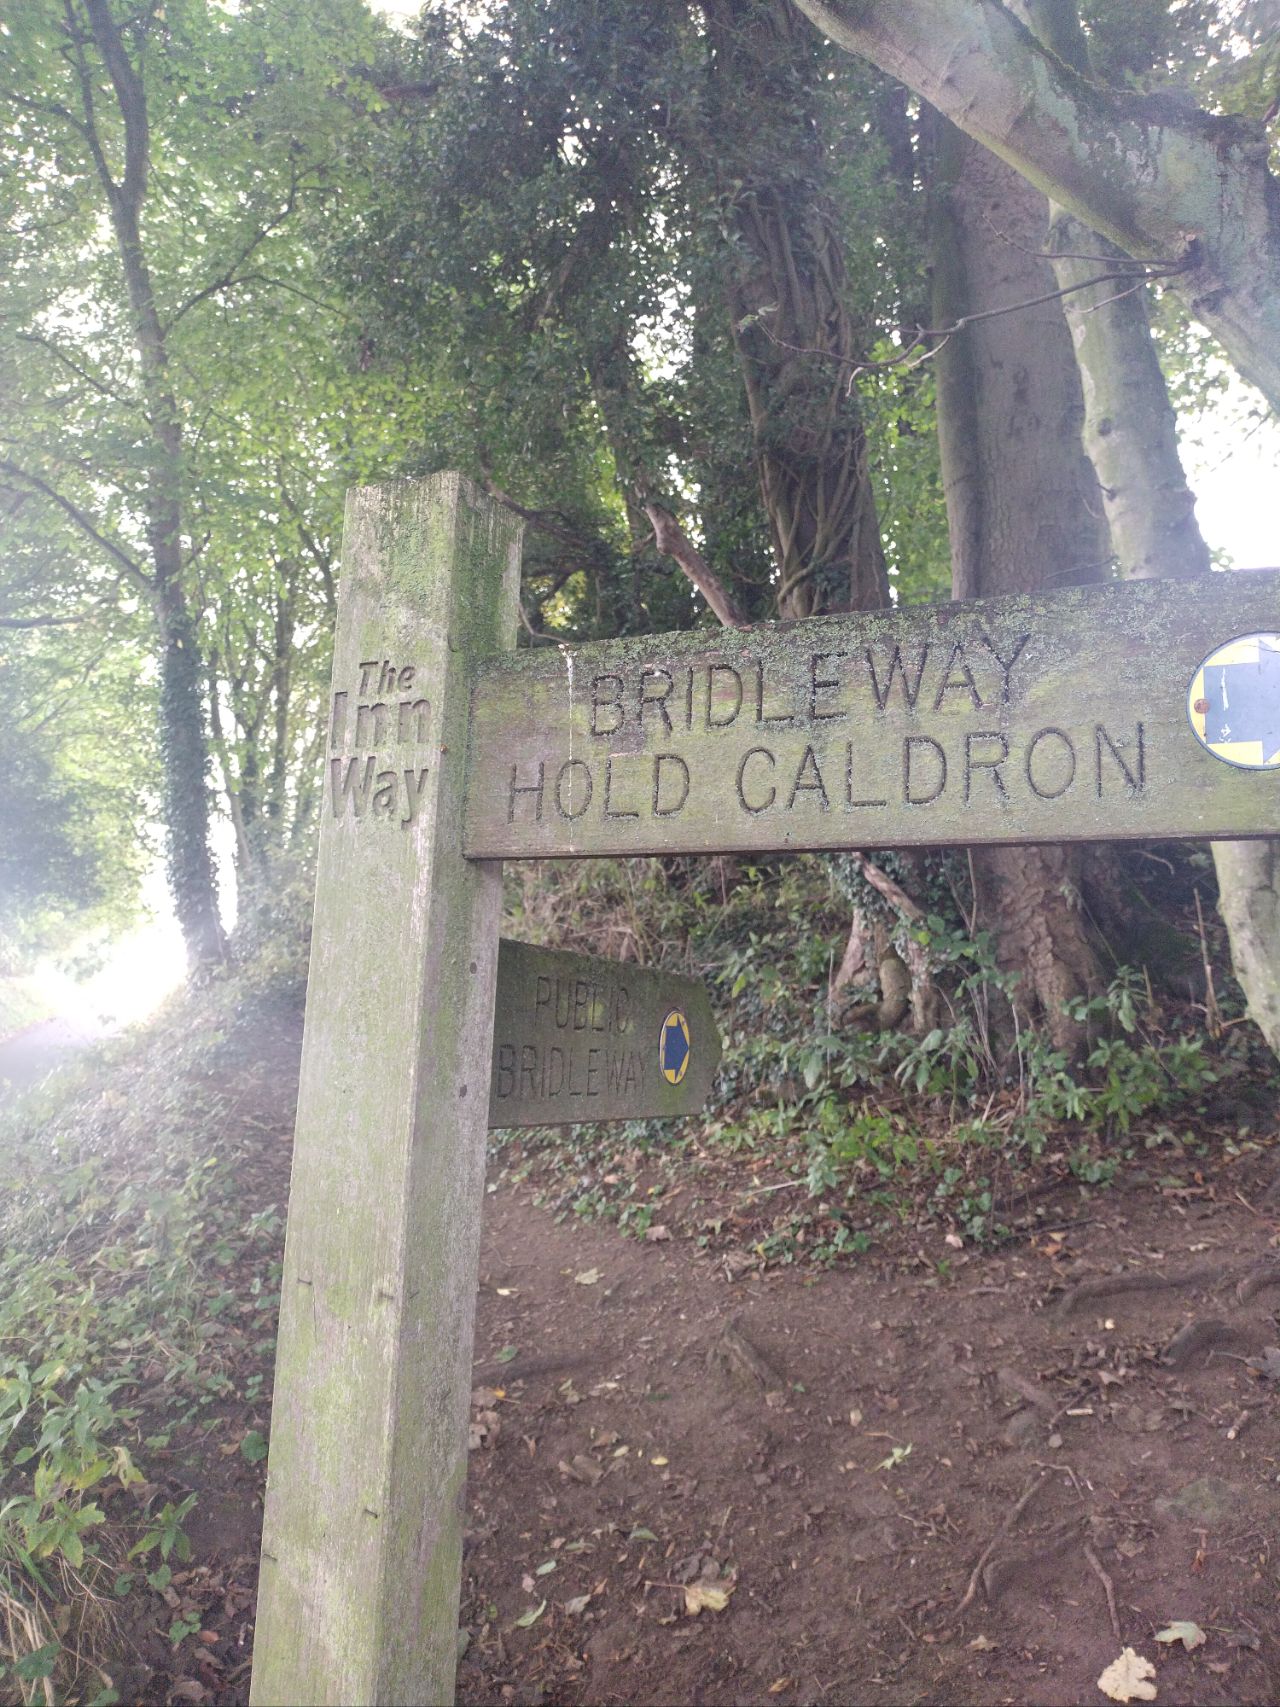 The
Inn
Way
BRIDLEWAY
HOLD CALDRON
PUBLIC
BRIDLEWAY